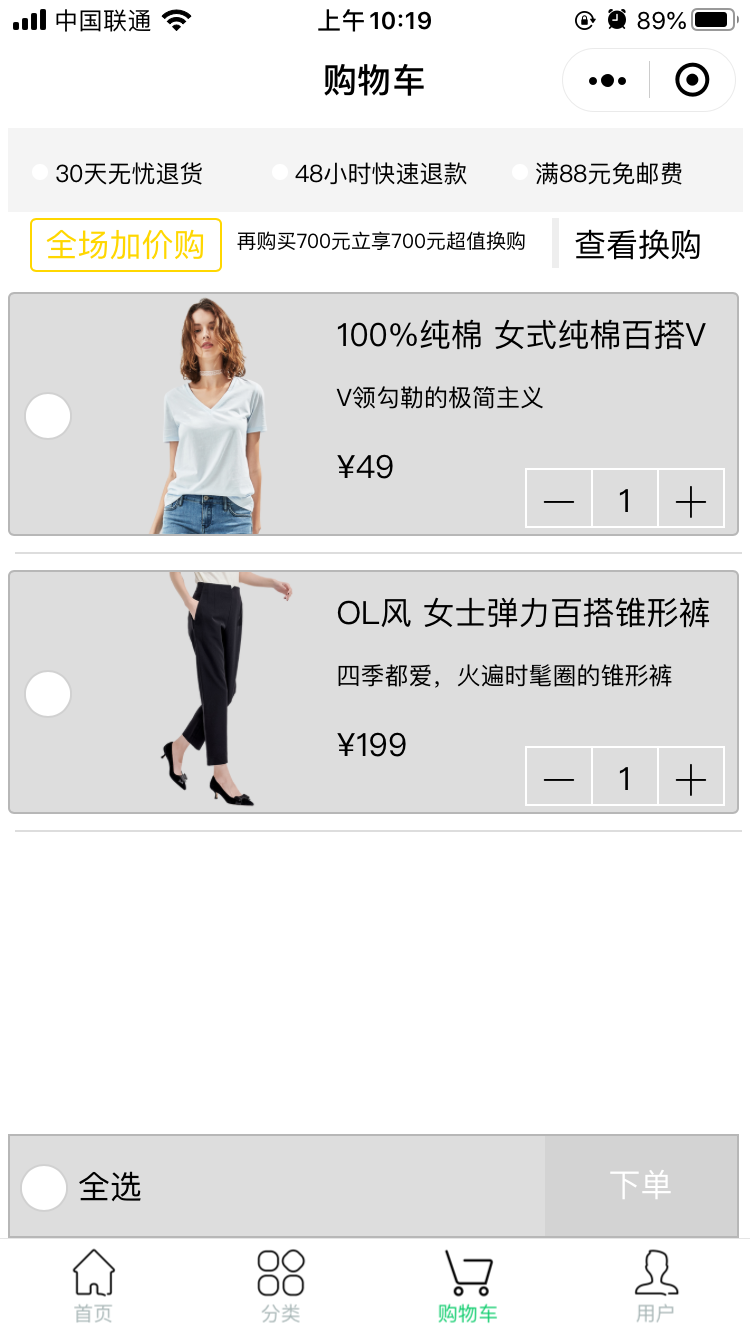 中国联通 上午10:19 89%
购物车
30天无忧退货 48小时快速退款 满88元免邮费
全场加价购 再购买700元立享700元超值换购 查看换购
100%纯棉 女式纯棉百搭V
V领勾勒的极简主义
¥49
1
OL风 女士弹力百搭锥形裤
四季都爱，火遍时髦圈的锥形裤
¥199
1
全选 下单
首页 分类 购物车 用户